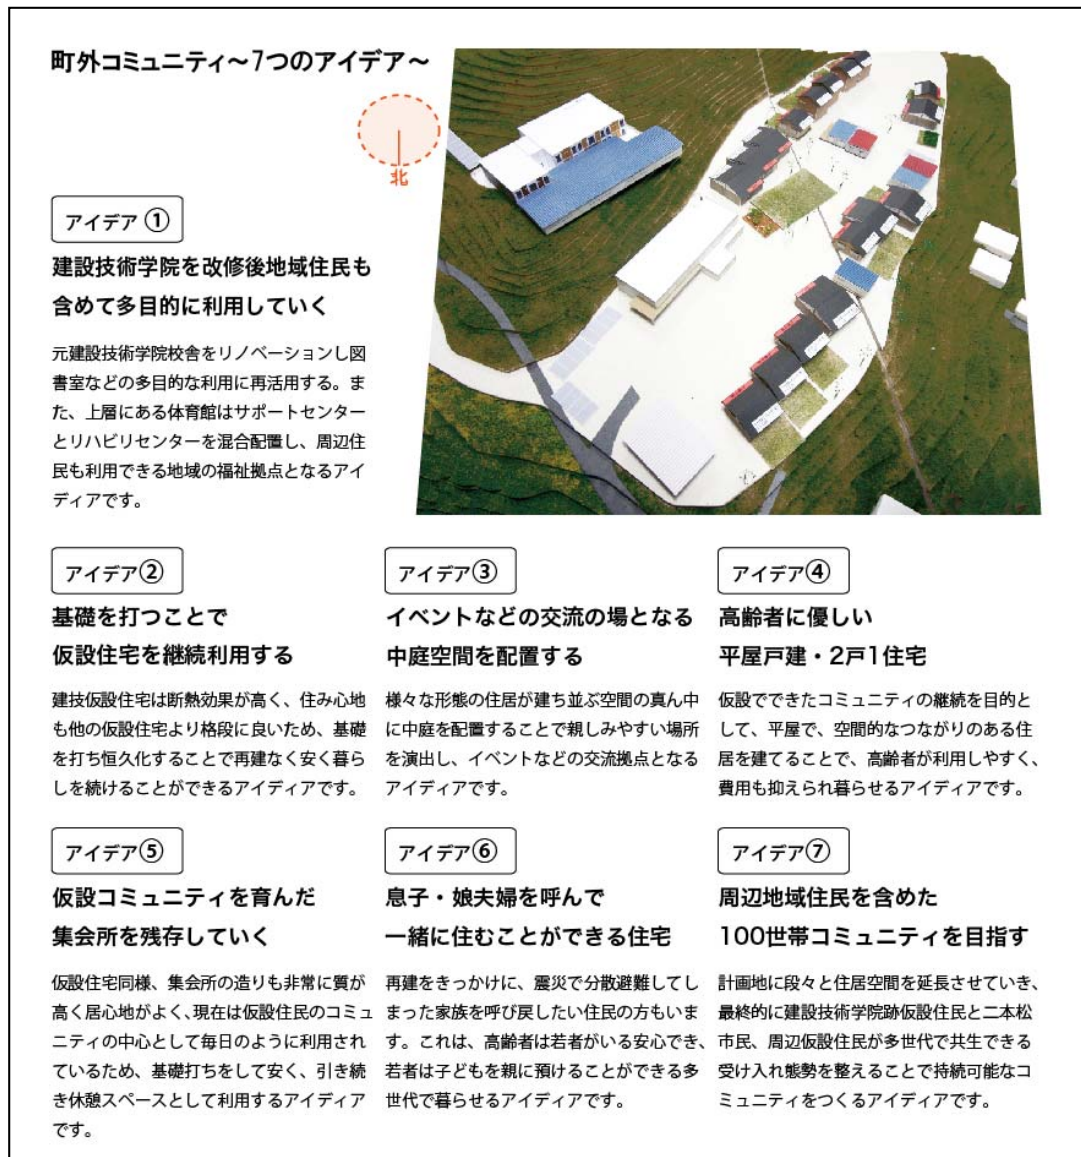 町外コミュニティ～7つのアイデア～
北
アイデア ①
建設技術学院を改修後地域住民も
含めて多目的に利用していく
元建設技術学院校舎をリノベーションし図
書室などの多目的な利用に再活用する。ま
た、上層にある体育館はサポートセンター
とリハビリセンターを混合配置し、周辺住
民も利用できる地域の福祉拠点となるアイ
ディアです。
アイデア②
基礎を打つことで
仮設住宅を継続利用する
建技仮設住宅は断熱効果が高く、住み心地
も他の仮設住宅より格段に良いため、基礎
を打ち恒久化することで再建なく安く暮ら
しを続けることができるアイディアです。
アイデア③
イベントなどの交流の場となる
中庭空間を配置する
様々な形態の住居が建ち並ぶ空間の真ん中
に中庭を配置することで親しみやすい場所
を演出し、イベントなどの交流拠点となる
アイディアです。
アイデア④
高齢者に優しい
平屋戸建・2戸1住宅
仮設でできたコミュニティの継続を目的と
して、平屋で、空間的なつながりのある住
居を建てることで、高齢者が利用しやすく、
費用も抑えられ暮らせるアイディアです。
アイデア⑤
仮設コミュニティを育んだ
集会所を残存していく
仮設住宅同様、集会所の造りも非常に質が
高く居心地がよく、現在は仮設住民のコミュ
ニティの中心として毎日のように利用され
ているため、基礎打ちをして安く、引き続
き休憩スペースとして利用するアイディア
です。
アイデア⑥
息子・娘夫婦を呼んで
一緒に住むことができる住宅
再建をきっかけに、震災で分散避難してし
まった家族を呼び戻したい住民の方もいま
す。これは、高齢者は若者がいる安心でき、
若者は子どもを親に預けることができる多
世代で暮らせるアイディアです。
アイデア⑦
周辺地域住民を含めた
100世帯コミュニティを目指す
計画地に段々と住居空間を延長させていき、
最終的に建設技術学院跡仮設住民と二本松
市民、周辺仮設住民が多世代で共生できる
受け入れ態勢を整えることで持続可能なコ
ミュニティをつくるアイディアです。